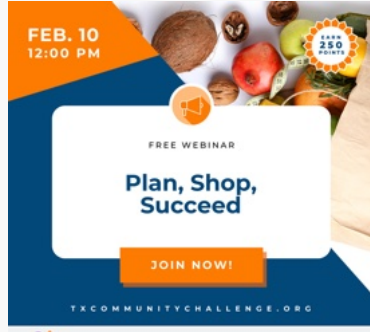 FEB. 10
12:00 PM
EARN
250
POINTS
FREE WEBINAR
Plan, Shop,
Succeed
JOIN NOW!
TXCOMMUNITYCHALLENGE.ORG